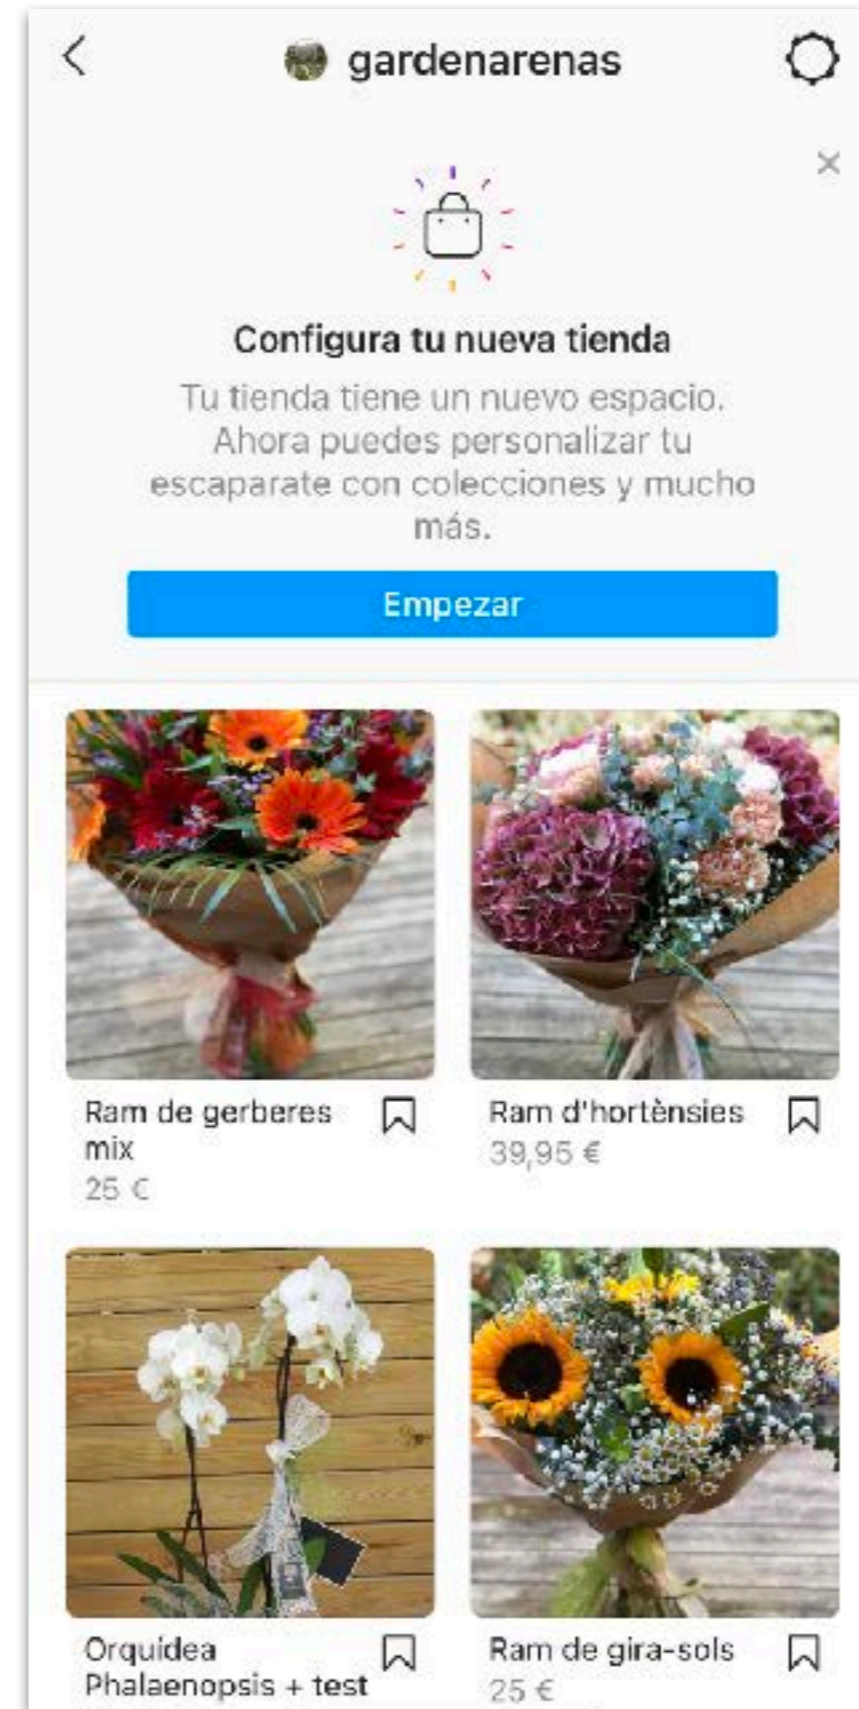 gardenarenas
Configura tu nueva tienda
Tu tienda tiene un nuevo espacio.
Ahora puedes personalizar tu
escaparate con colecciones y mucho
más.
Empezar
Ram de gerberes
mix
25 €
Ram d'hortènsies
39,95 €
Orquídea
Phalaenopsis + test
Ram de gira-sols
25 €